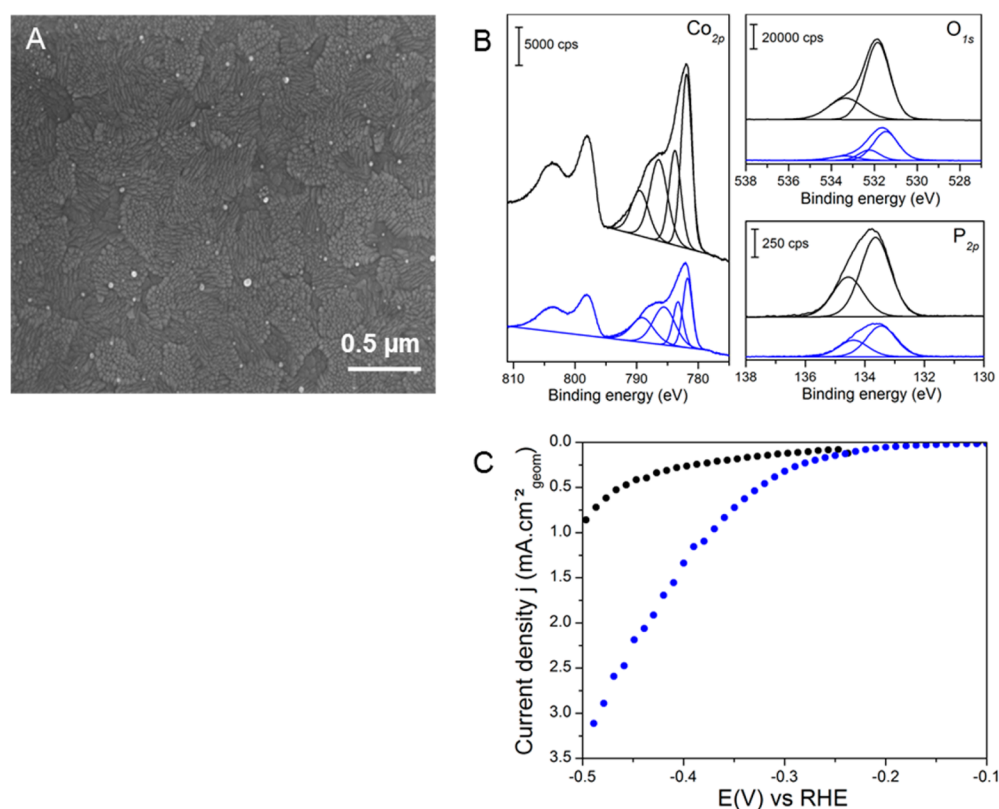 A
0.5 µm
B
Co2p
5000 cps
810 800 790 780
Binding energy (eV)
O1s
20000 cps
538 536 534 532 530 528
Binding energy (eV)
P2p
250 cps
138 136 134 132 130
Binding energy (eV)
C
0.0
0.5
1.0
1.5
2.0
2.5
3.0
3.5
Current density j (mA.cm⁻²geom)
-0.5 -0.4 -0.3 -0.2 -0.1
E(V) vs RHE